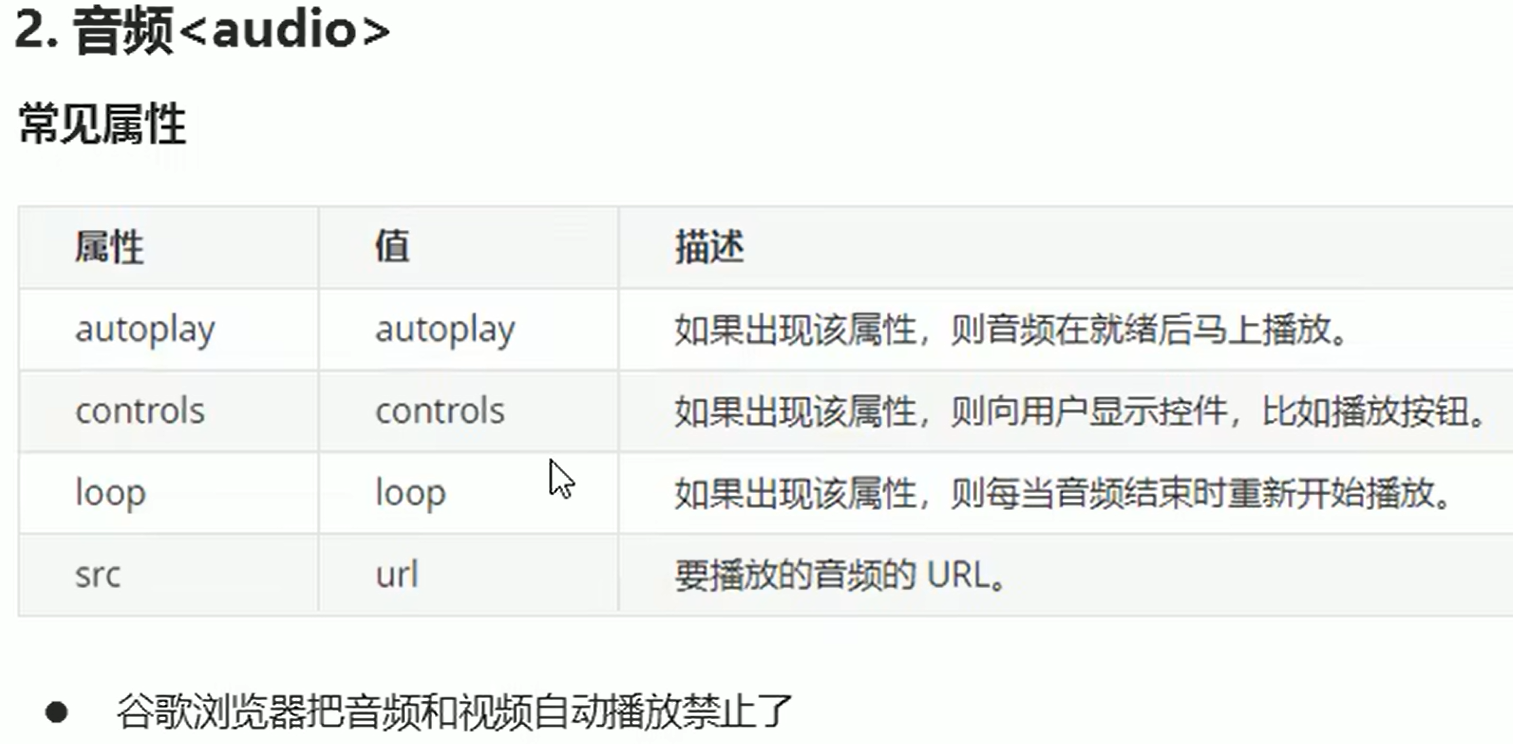 2. 音频<audio>
常见属性
属性 值 描述
autoplay autoplay 如果出现该属性，则音频在就绪后马上播放。
controls controls 如果出现该属性，则向用户显示控件，比如播放按钮。
loop loop 如果出现该属性，则每当音频结束时重新开始播放。
src url 要播放的音频的 URL。
● 谷歌浏览器把音频和视频自动播放禁止了